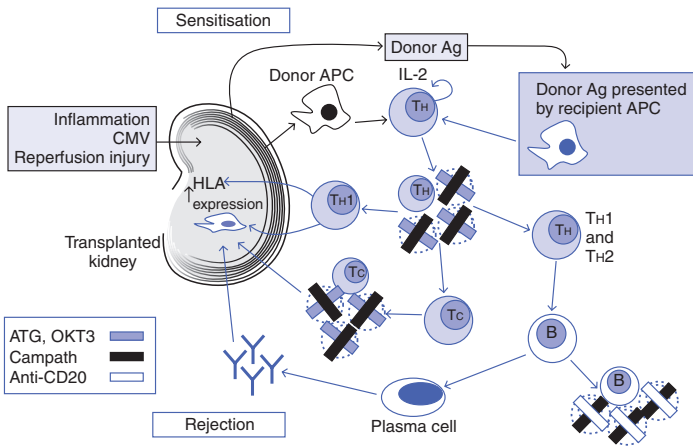 Sensitisation
Donor Ag
Donor APC
IL-2
TH
Donor Ag presented
by recipient APC
Inflammation
CMV
Reperfusion injury
HLA
expression
TH1
TH
TH
TH1
and
TH2
Transplanted
kidney
TC
TC
B
B
ATG, OKT3
Campath
Anti-CD20
Plasma cell
Rejection